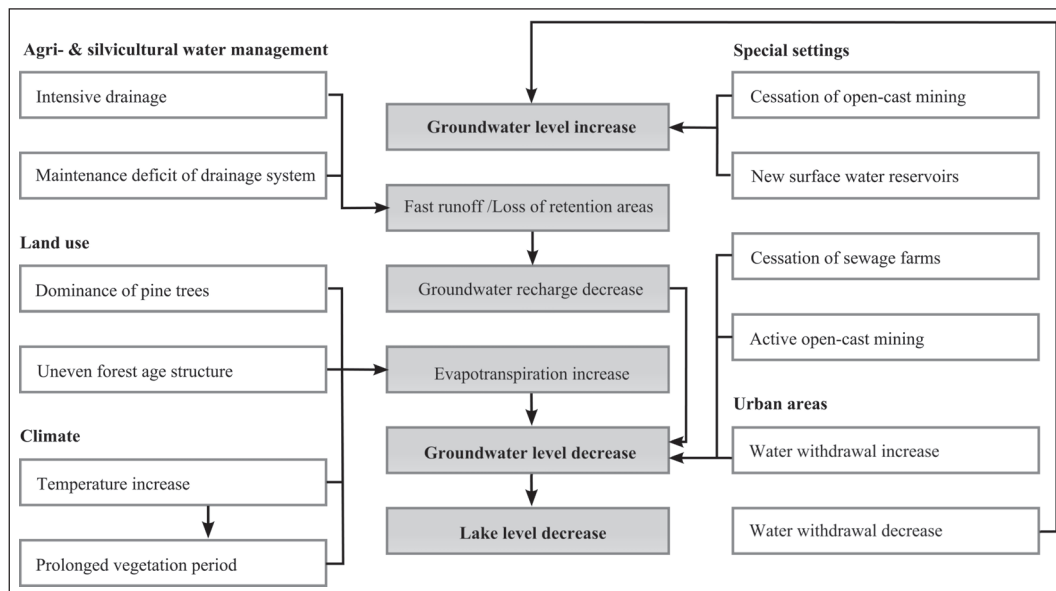 Agri- & silvicultural water management
Intensive drainage
Maintenance deficit of drainage system
Land use
Dominance of pine trees
Uneven forest age structure
Climate
Temperature increase
Prolonged vegetation period
Groundwater level increase
Fast runoff /Loss of retention areas
Groundwater recharge decrease
Evapotranspiration increase
Groundwater level decrease
Lake level decrease
Special settings
Cessation of open-cast mining
New surface water reservoirs
Cessation of sewage farms
Active open-cast mining
Urban areas
Water withdrawal increase
Water withdrawal decrease